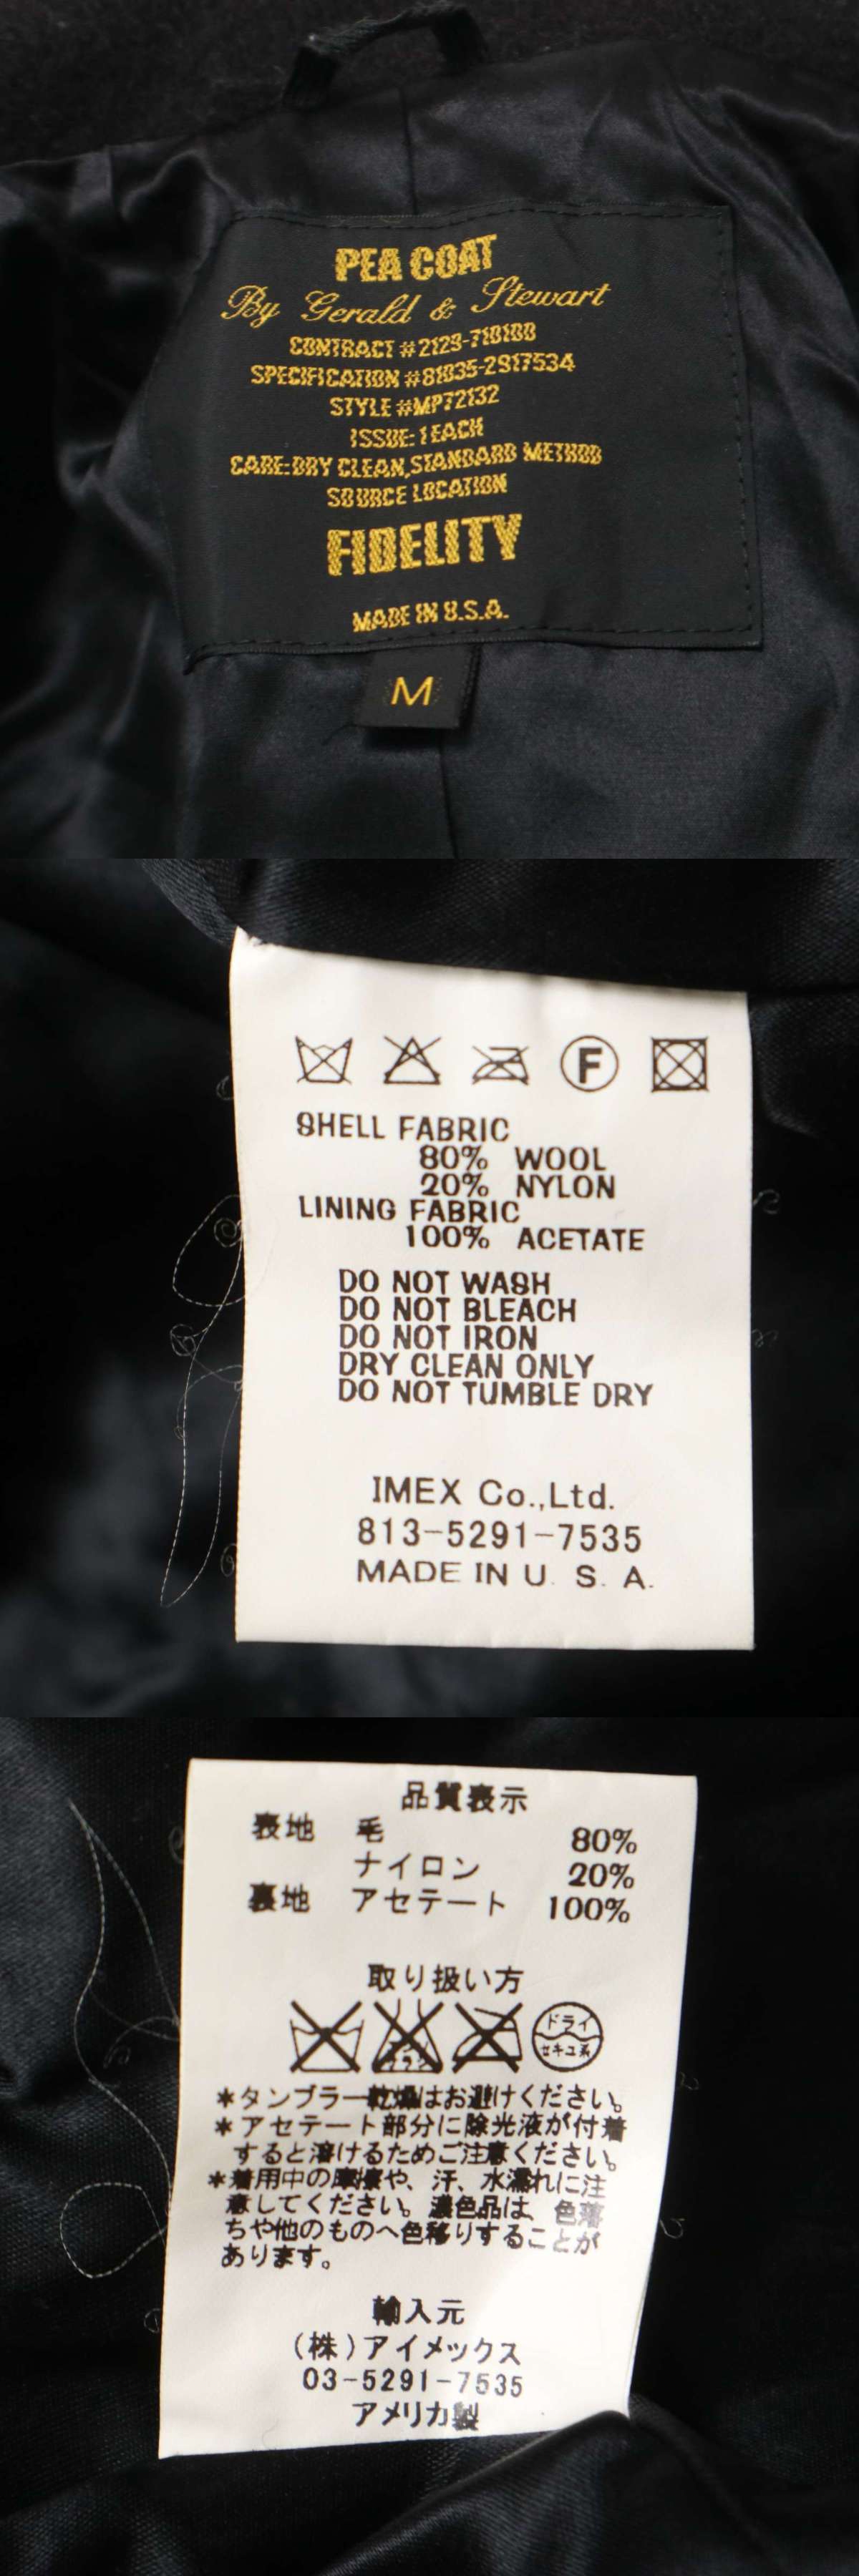 PEA COAT
By Gerald & Stewart
CONTRACT #2129-710100
SPECIFICATION #81035-2917534
STYLE #MP72132
ISSUE: 1 EACH
CARE: DRY CLEAN, STANDARD METHOD
SOURCE LOCATION
FIDELITY
MADE IN U.S.A.
M
F
SHELL FABRIC
80% WOOL
20% NYLON
LINING FABRIC
100% ACETATE
DO NOT WASH
DO NOT BLEACH
DO NOT IRON
DRY CLEAN ONLY
DO NOT TUMBLE DRY
IMEX Co.,Ltd.
813-5291-7535
MADE IN U. S. A.
品質表示
表地 毛 80%
ナイロン 20%
裏地 アセテート 100%
取り扱い方
ドライ
セキユ系
*タンブラー乾燥はお避けください。
*アセテート部分に除光液が付着
すると溶けるためご注意ください。
*着用中の摩擦や、汗、水濡れに注
意してください。濃色品は、色落
ちや他のものへ色移りすることが
あります。
輸入元
(株)アイメックス
03-5291-7535
アメリカ製